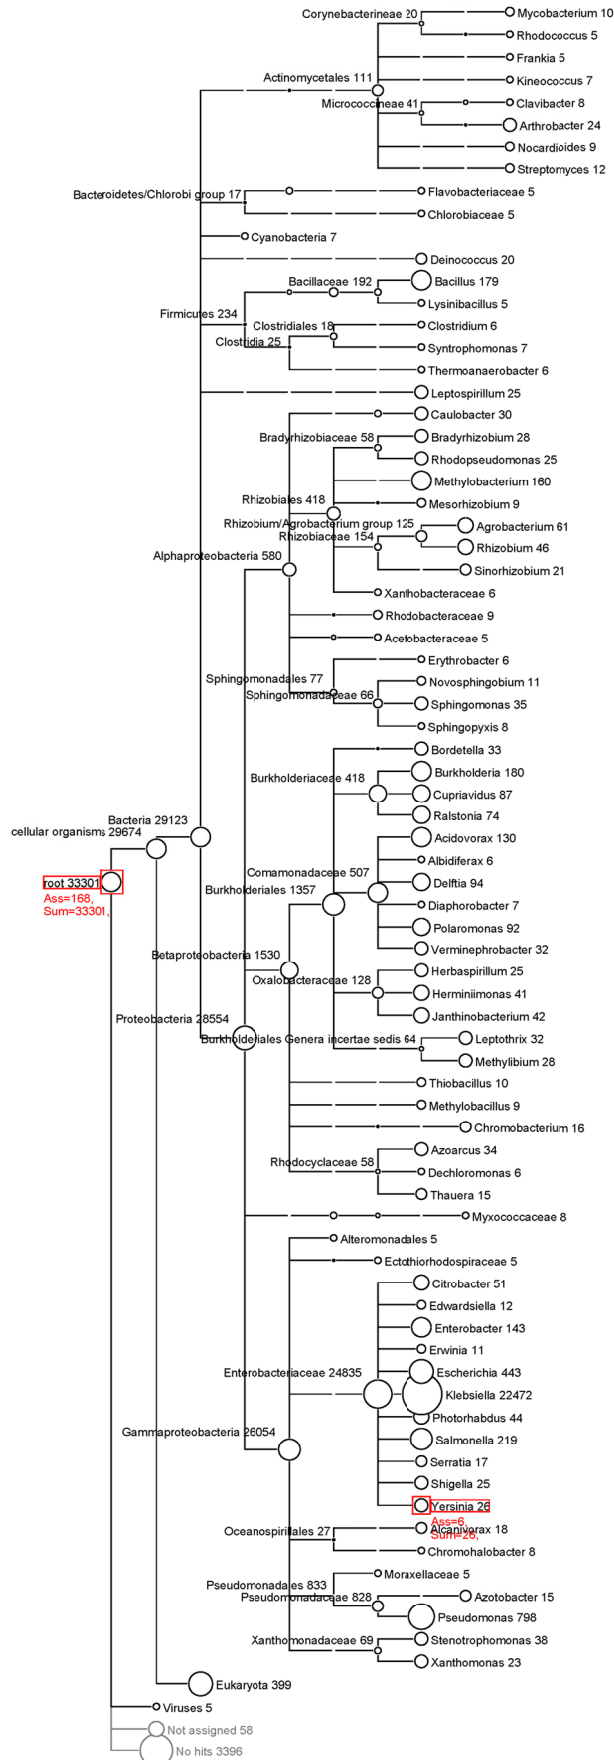 Corynebacterineae 20
Mycobacterium 10
Rhodococcus 5
Frankia 5
Actinomycetales 111
Kineococcus 7
Micrococcineae 41
Clavibacter 8
Arthrobacter 24
Nocardioides 9
Streptomyces 12
Bacteroidetes/Chlorobi group 17
Flavobacteriaceae 5
Chlorobiaceae 5
Cyanobacteria 7
Deinococcus 20
Bacillaceae 192
Bacillus 179
Lysinibacillus 5
Firmicutes 234
Clostridiales 18
Clostridium 6
Clostridia 25
Syntrophomonas 7
Thermoanaerobacter 6
Leptospirillum 25
Caulobacter 30
Bradyrhizobiaceae 58
Bradyrhizobium 28
Rhodopseudomonas 25
Methylobacterium 160
Rhizobiales 418
Mesorhizobium 9
Rhizobium/Agrobacterium group 125
Agrobacterium 61
Rhizobiaceae 154
Rhizobium 46
Alphaproteobacteria 580
Sinorhizobium 21
Xanthobacteraceae 6
Rhodobacteraceae 9
Acetobacteraceae 5
Erythrobacter 6
Sphingomonadales 77
Novosphingobium 11
Sphingomonadaceae 66
Sphingomonas 35
Sphingopyxis 8
Bordetella 33
Burkholderiaceae 418
Burkholderia 180
Cupriavidus 87
Ralstonia 74
Bacteria 29123
cellular organisms 29674
Acidovorax 130
Albidiferax 6
Comamonadaceae 507
root 33301
Delftia 94
Ass=168,
Sum=33301,
Burkholderiales 1357
Diaphorobacter 7
Polaromonas 92
Verminephrobacter 32
Betaproteobacteria 1530
Herbaspirillum 25
Oxalobacteraceae 128
Herminiimonas 41
Janthinobacterium 42
Proteobacteria 28554
Burkholderiales Genera incertae sedis 64
Leptothrix 32
Methylibium 28
Thiobacillus 10
Methylobacillus 9
Chromobacterium 16
Azoarcus 34
Rhodocyclaceae 58
Dechloromonas 6
Thauera 15
Myxococcaceae 8
Alteromonadales 5
Ectothiorhodospiraceae 5
Citrobacter 51
Edwardsiella 12
Enterobacter 143
Erwinia 11
Enterobacteriaceae 24835
Escherichia 443
Klebsiella 22472
Photorhabdus 44
Gammaproteobacteria 26054
Salmonella 219
Serratia 17
Shigella 25
Yersinia 26
Ass=6,
Sum=26,
Oceanospirillales 27
Alcanivorax 18
Chromohalobacter 8
Moraxellaceae 5
Pseudomonadales 833
Pseudomonadaceae 828
Azotobacter 15
Pseudomonas 798
Xanthomonadaceae 69
Stenotrophomonas 38
Xanthomonas 23
Eukaryota 399
Viruses 5
Not assigned 58
No hits 3396